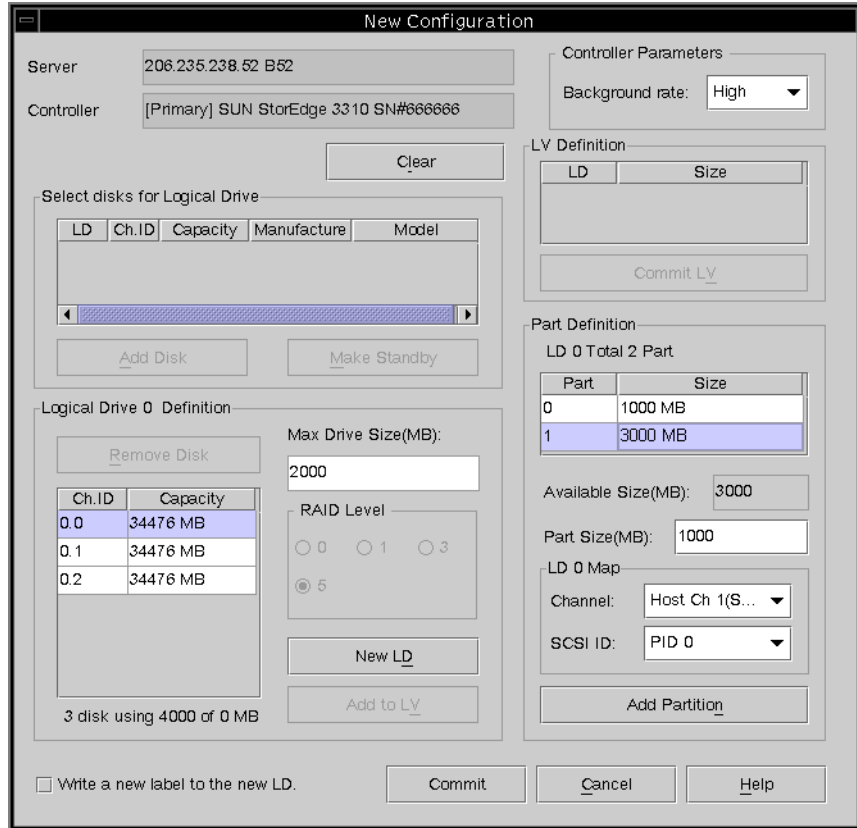 New Configuration
Server
206.235.238.52 B52
Controller
[Primary] SUN StorEdge 3310 SN#666666
Controller Parameters
Background rate:
High
Clear
Select disks for Logical Drive
LD Ch.ID Capacity Manufacture Model
Add Disk
Make Standby
LV Definition
LD Size
Commit LV
Part Definition
LD 0 Total 2 Part
Part Size
0 1000 MB
1 3000 MB
Available Size(MB): 3000
Part Size(MB): 1000
LD 0 Map
Channel: Host Ch 1(S...
SCSI ID: PID 0
Add Partition
Logical Drive 0 Definition
Remove Disk
Ch.ID Capacity
0.0 34476 MB
0.1 34476 MB
0.2 34476 MB
3 disk using 4000 of 0 MB
Max Drive Size(MB):
2000
RAID Level
0 1 3
5
New LD
Add to LV
Write a new label to the new LD.
Commit
Cancel
Help